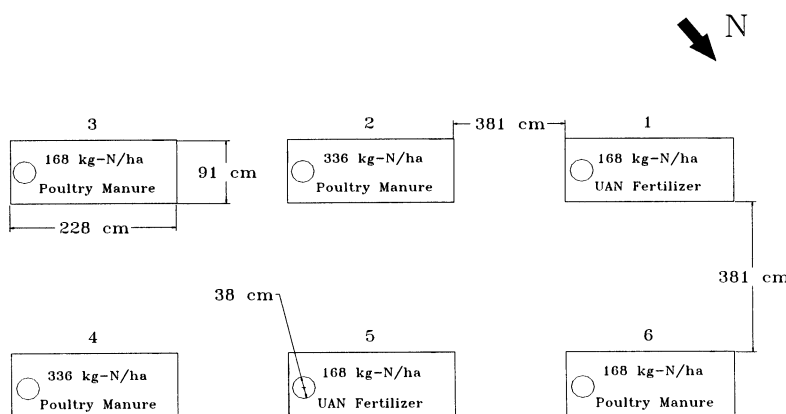 N
3
2
381 cm
1
168 kg-N/ha
Poultry Manure
91 cm
336 kg-N/ha
Poultry Manure
168 kg-N/ha
UAN Fertilizer
228 cm
381 cm
38 cm
4
5
6
336 kg-N/ha
Poultry Manure
168 kg-N/ha
UAN Fertilizer
168 kg-N/ha
Poultry Manure